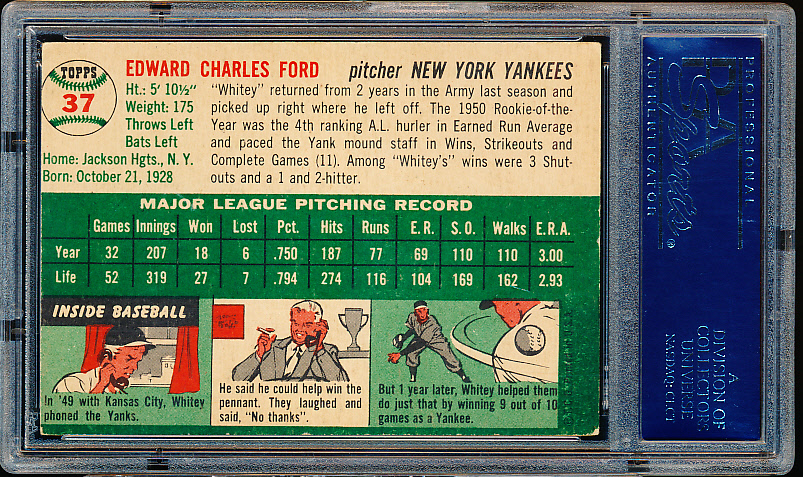 TOPPS
37
EDWARD CHARLES FORD pitcher NEW YORK YANKEES
Ht.: 5' 10½"
Weight: 175
Throws Left
Bats Left
Home: Jackson Hgts., N. Y.
Born: October 21, 1928
"Whitey" returned from 2 years in the Army last season and
picked up right where he left off. The 1950 Rookie-of-the-
Year was the 4th ranking A.L. hurler in Earned Run Average
and paced the Yank mound staff in Wins, Strikeouts and
Complete Games (11). Among "Whitey's" wins were 3 Shut-
outs and a 1 and 2-hitter.
MAJOR LEAGUE PITCHING RECORD
Games Innings Won Lost Pct. Hits Runs E.R. S.O. Walks E.R.A.
Year 32 207 18 6 .750 187 77 69 110 110 3.00
Life 52 319 27 7 .794 274 116 104 169 162 2.93
INSIDE BASEBALL
In '49 with Kansas City, Whitey
phoned the Yanks.
He said he could help win the
pennant. They laughed and
said, "No thanks".
But 1 year later, Whitey helped them
do just that by winning 9 out of 10
games as a Yankee.
PROFESSIONAL
PSA
Sports
®
AUTHENTICATOR
A
DIVISION OF
COLLECTORS
UNIVERSE
NASDAQ: CLCT